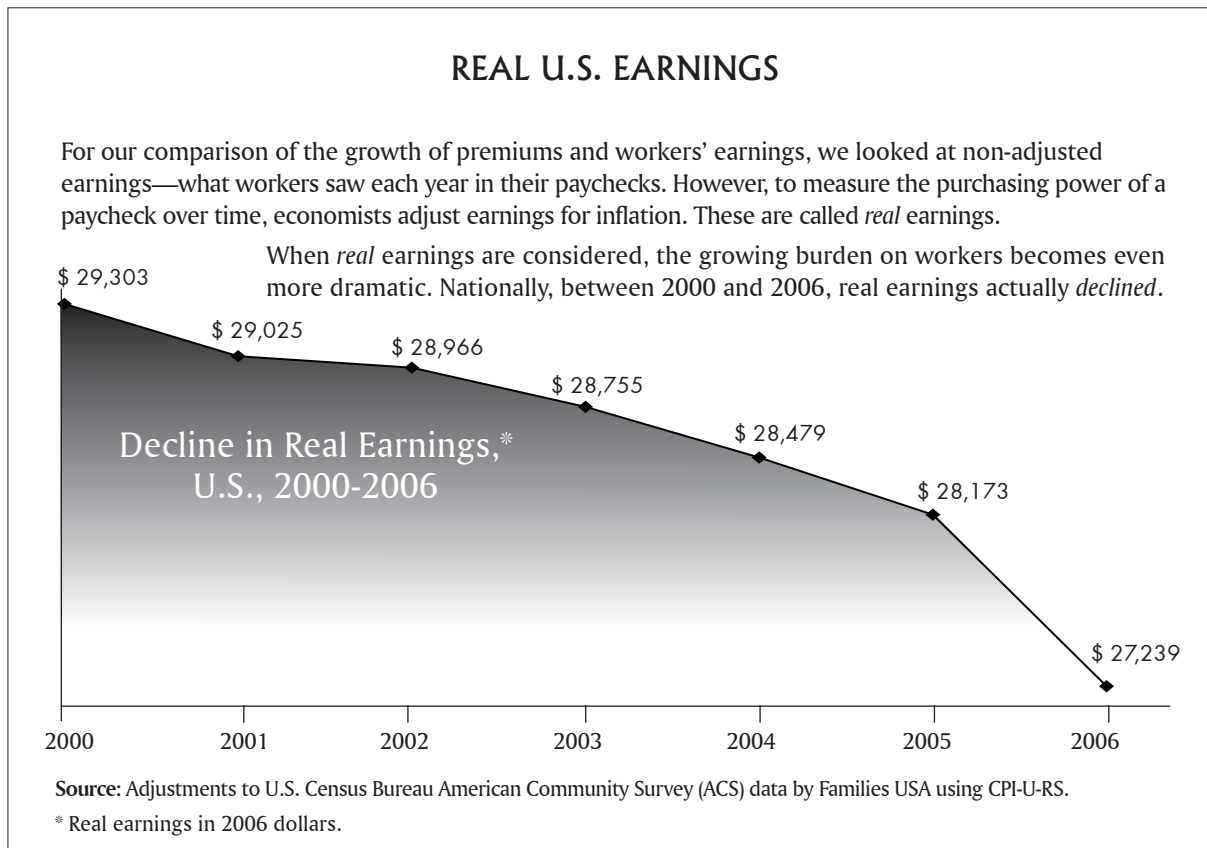 REAL U.S. EARNINGS
For our comparison of the growth of premiums and workers’ earnings, we looked at non-adjusted
earnings—what workers saw each year in their paychecks. However, to measure the purchasing power of a
paycheck over time, economists adjust earnings for inflation. These are called real earnings.
When real earnings are considered, the growing burden on workers becomes even
more dramatic. Nationally, between 2000 and 2006, real earnings actually declined.
$ 29,303
$ 29,025
$ 28,966
$ 28,755
$ 28,479
$ 28,173
$ 27,239
Decline in Real Earnings,*
U.S., 2000-2006
2000 2001 2002 2003 2004 2005 2006
Source: Adjustments to U.S. Census Bureau American Community Survey (ACS) data by Families USA using CPI-U-RS.
* Real earnings in 2006 dollars.